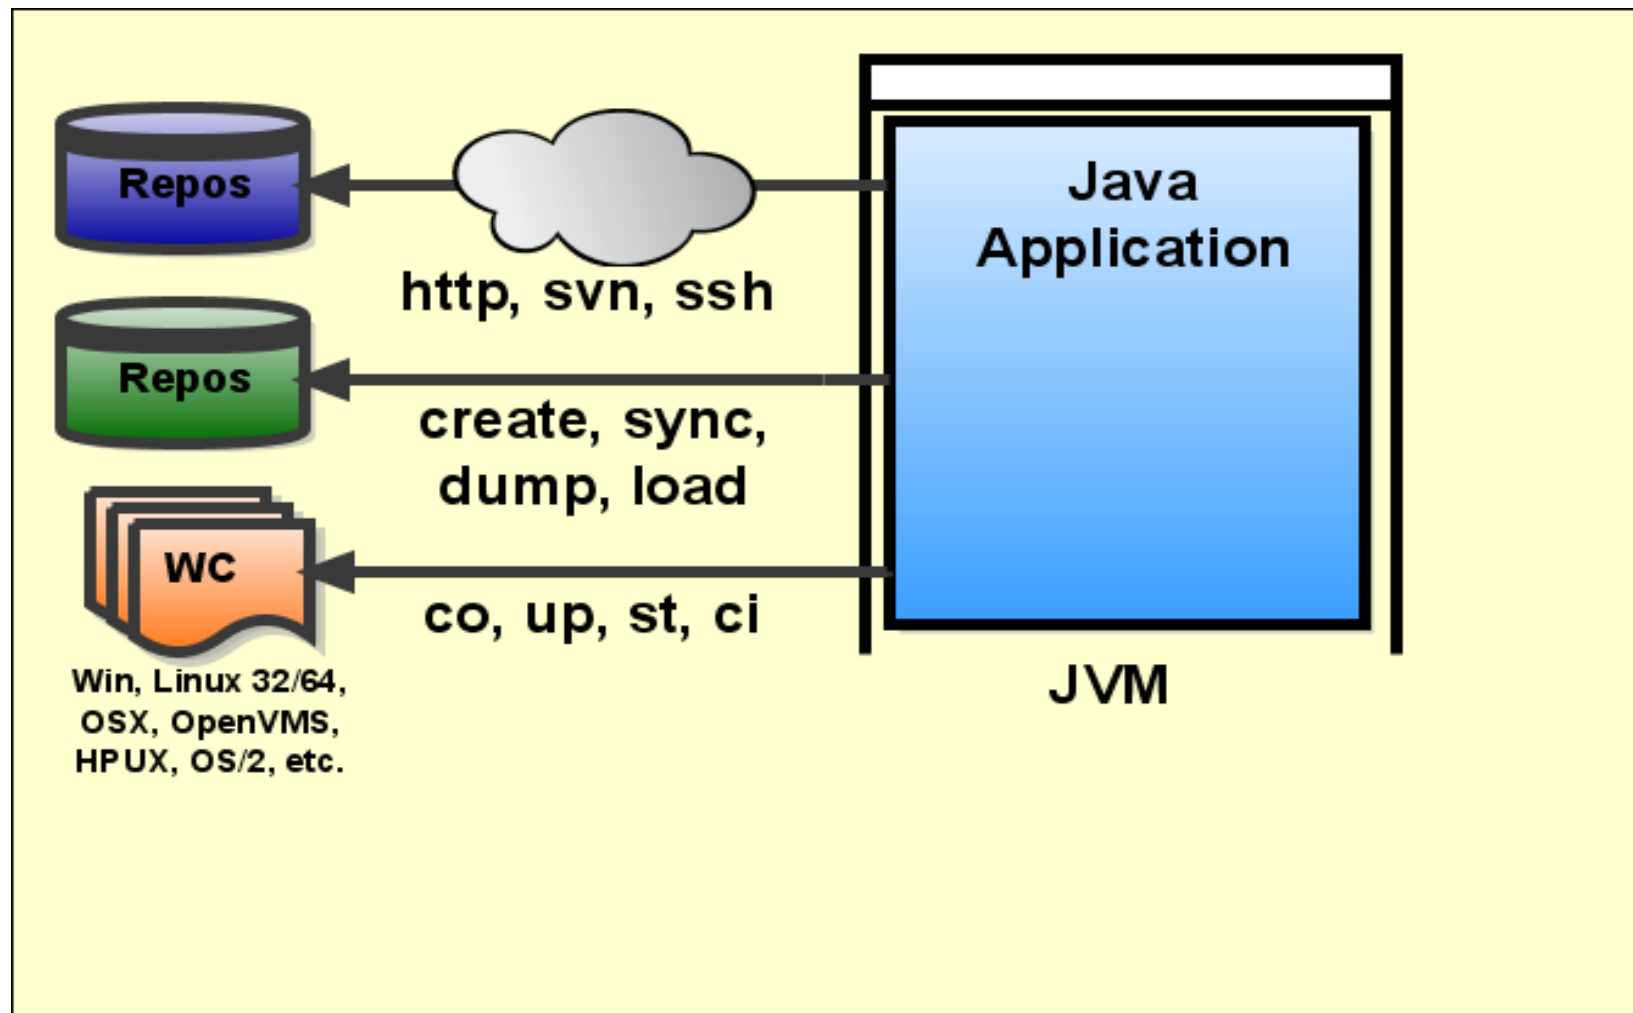 Repos
http, svn, ssh
Java
Application
Repos
create, sync,
dump, load
WC
co, up, st, ci
Win, Linux 32/64,
OSX, OpenVMS,
HPUX, OS/2, etc.
JVM